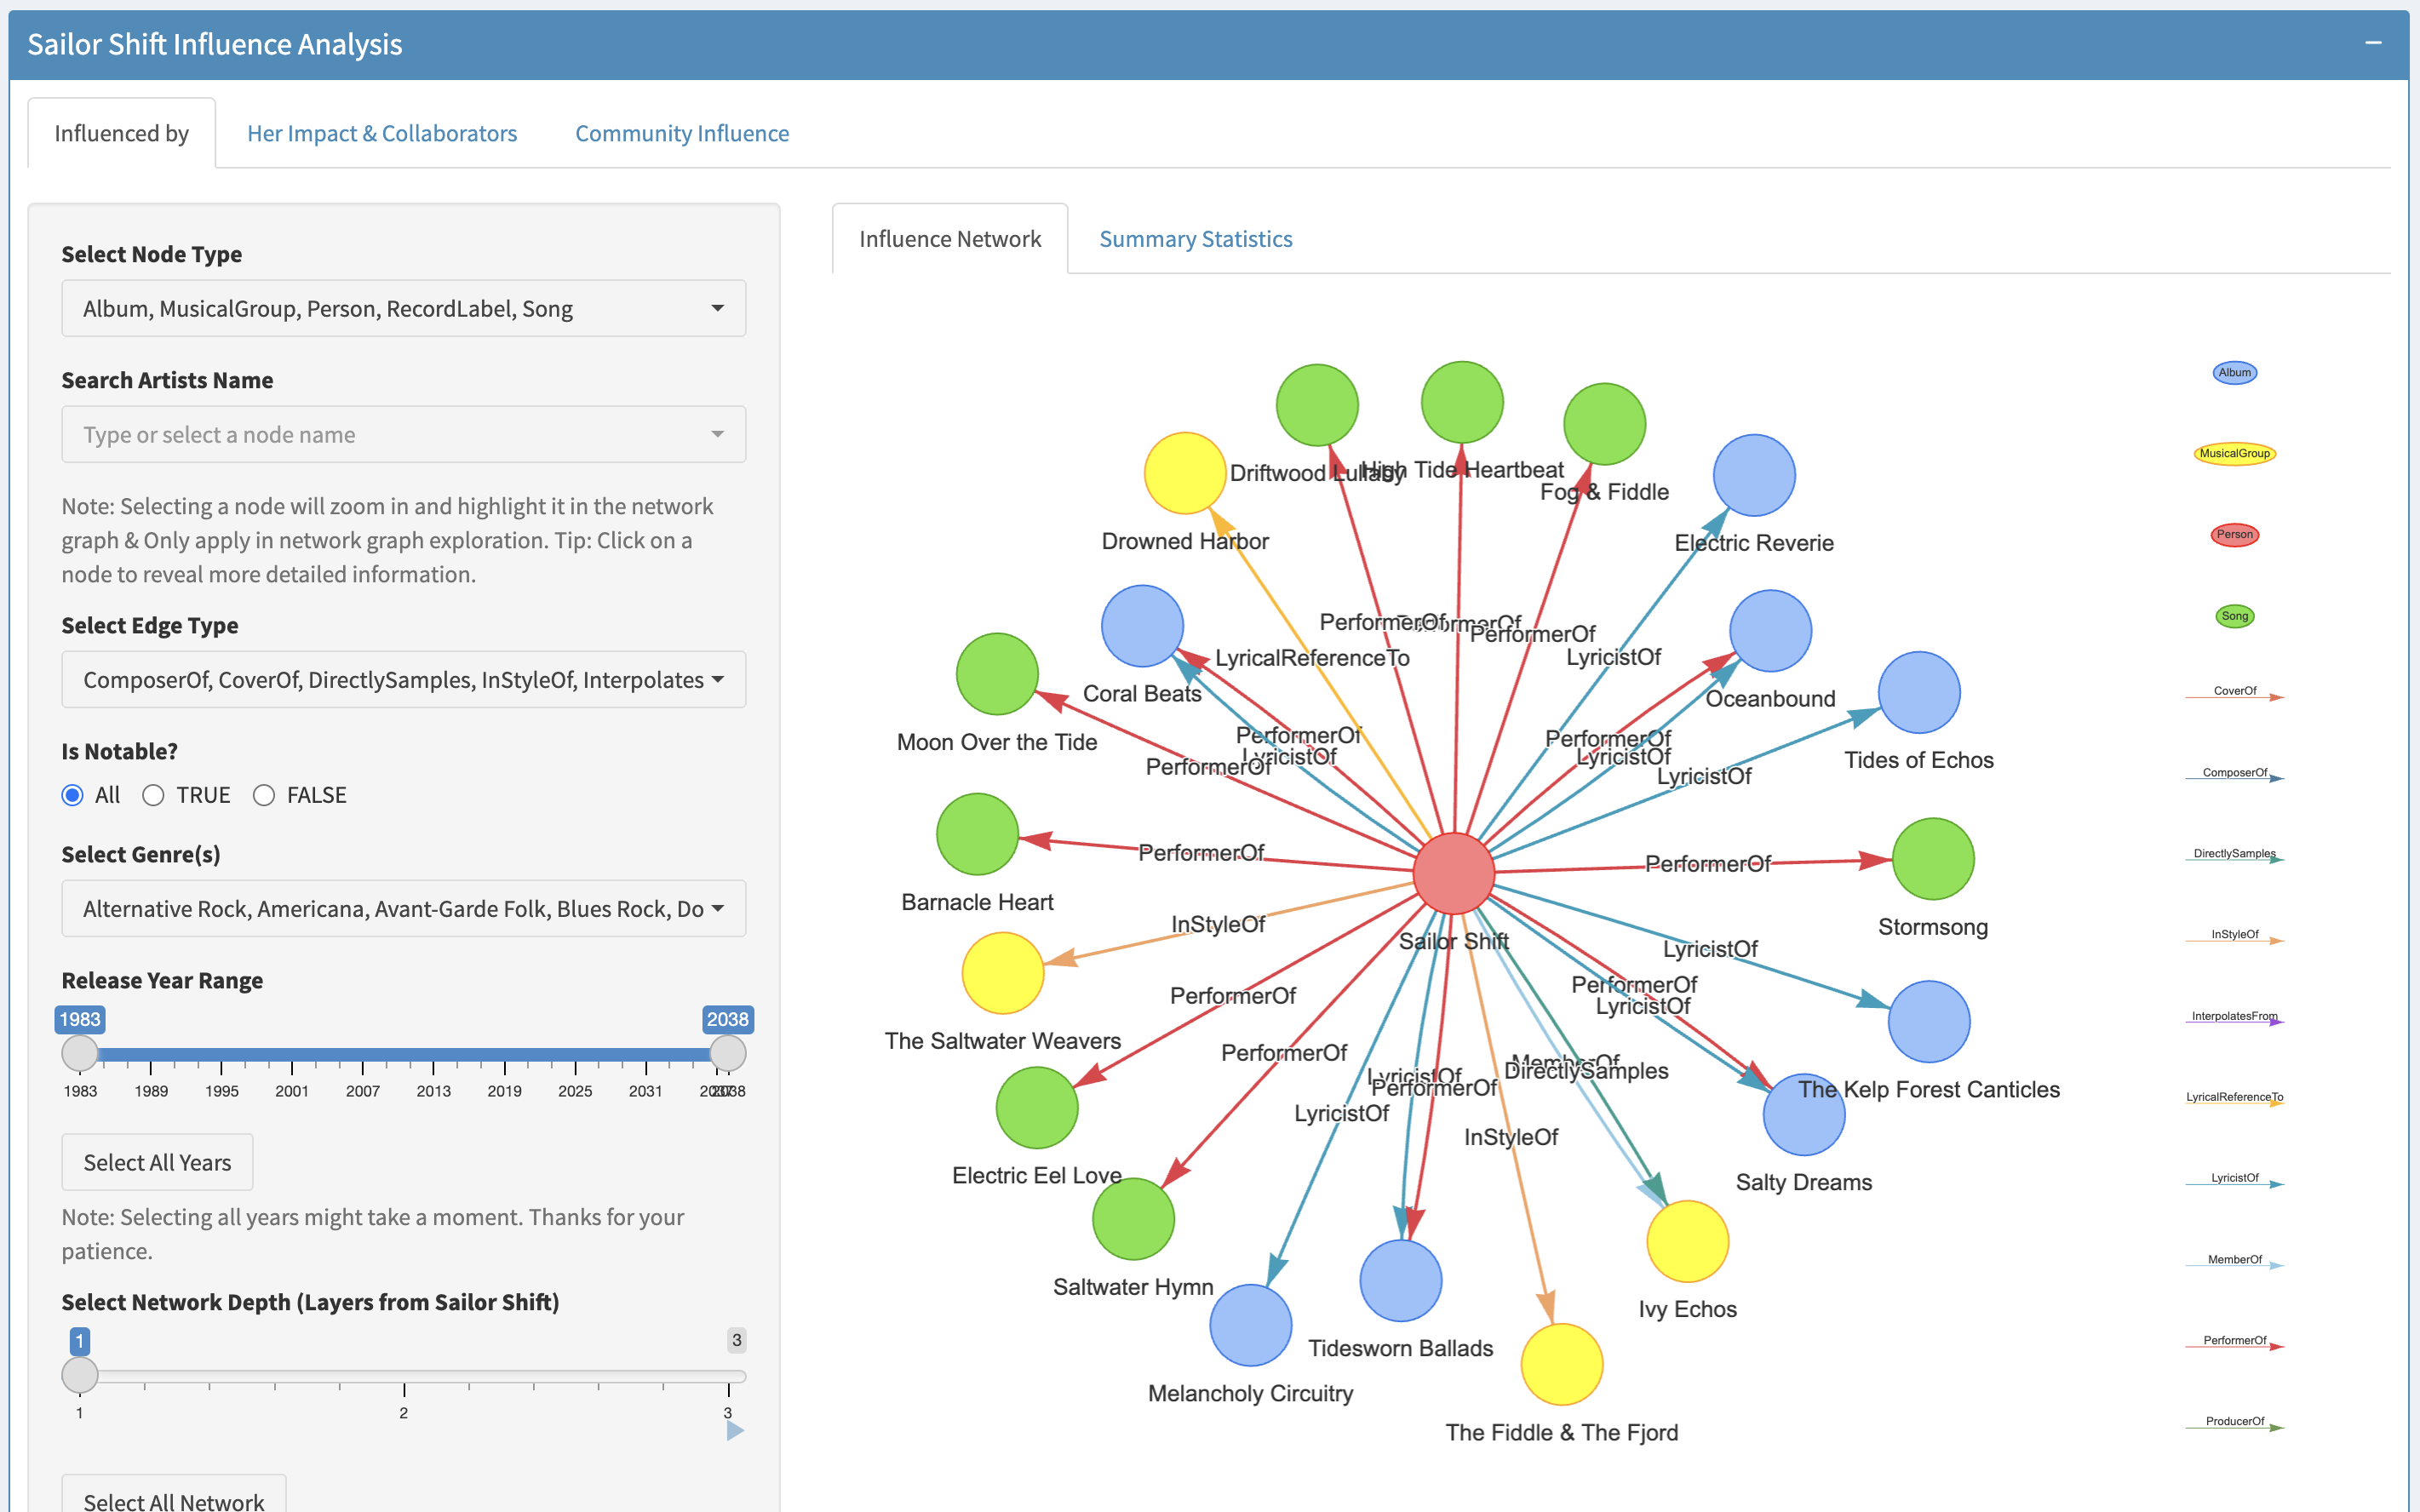 Sailor Shift Influence Analysis
Influenced by
Her Impact & Collaborators
Community Influence
Select Node Type
Album, MusicalGroup, Person, RecordLabel, Song
Search Artists Name
Type or select a node name
Note: Selecting a node will zoom in and highlight it in the network
graph & Only apply in network graph exploration. Tip: Click on a
node to reveal more detailed information.
Select Edge Type
ComposerOf, CoverOf, DirectlySamples, InStyleOf, Interpolates
Is Notable?
All
TRUE
FALSE
Select Genre(s)
Alternative Rock, Americana, Avant-Garde Folk, Blues Rock, Do
Release Year Range
1983
2038
1983 1989 1995 2001 2007 2013 2019 2025 2031 2037 2038
Select All Years
Note: Selecting all years might take a moment. Thanks for your
patience.
Select Network Depth (Layers from Sailor Shift)
1
3
1 2 3
Select All Network
Influence Network
Summary Statistics
Driftwood Lullaby
High Tide Heartbeat
Fog & Fiddle
Drowned Harbor
Electric Reverie
PerformerOf
PerformerOf
PerformerOf
LyricalReferenceTo
LyricistOf
Coral Beats
Oceanbound
Moon Over the Tide
PerformerOf
LyricistOf
PerformerOf
PerformerOf
LyricistOf
LyricistOf
Tides of Echos
PerformerOf
PerformerOf
Barnacle Heart
InStyleOf
Sailor Shift
Stormsong
LyricistOf
The Saltwater Weavers
PerformerOf
PerformerOf
LyricistOf
PerformerOf
MemberOf
DirectlySamples
LyricistOf
PerformerOf
The Kelp Forest Canticles
LyricistOf
InStyleOf
Electric Eel Love
Salty Dreams
Saltwater Hymn
Ivy Echos
Tidesworn Ballads
Melancholy Circuitry
The Fiddle & The Fjord
Album
MusicalGroup
Person
Song
CoverOf
ComposerOf
DirectlySamples
InStyleOf
InterpolatesFrom
LyricalReferenceTo
LyricistOf
MemberOf
PerformerOf
ProducerOf